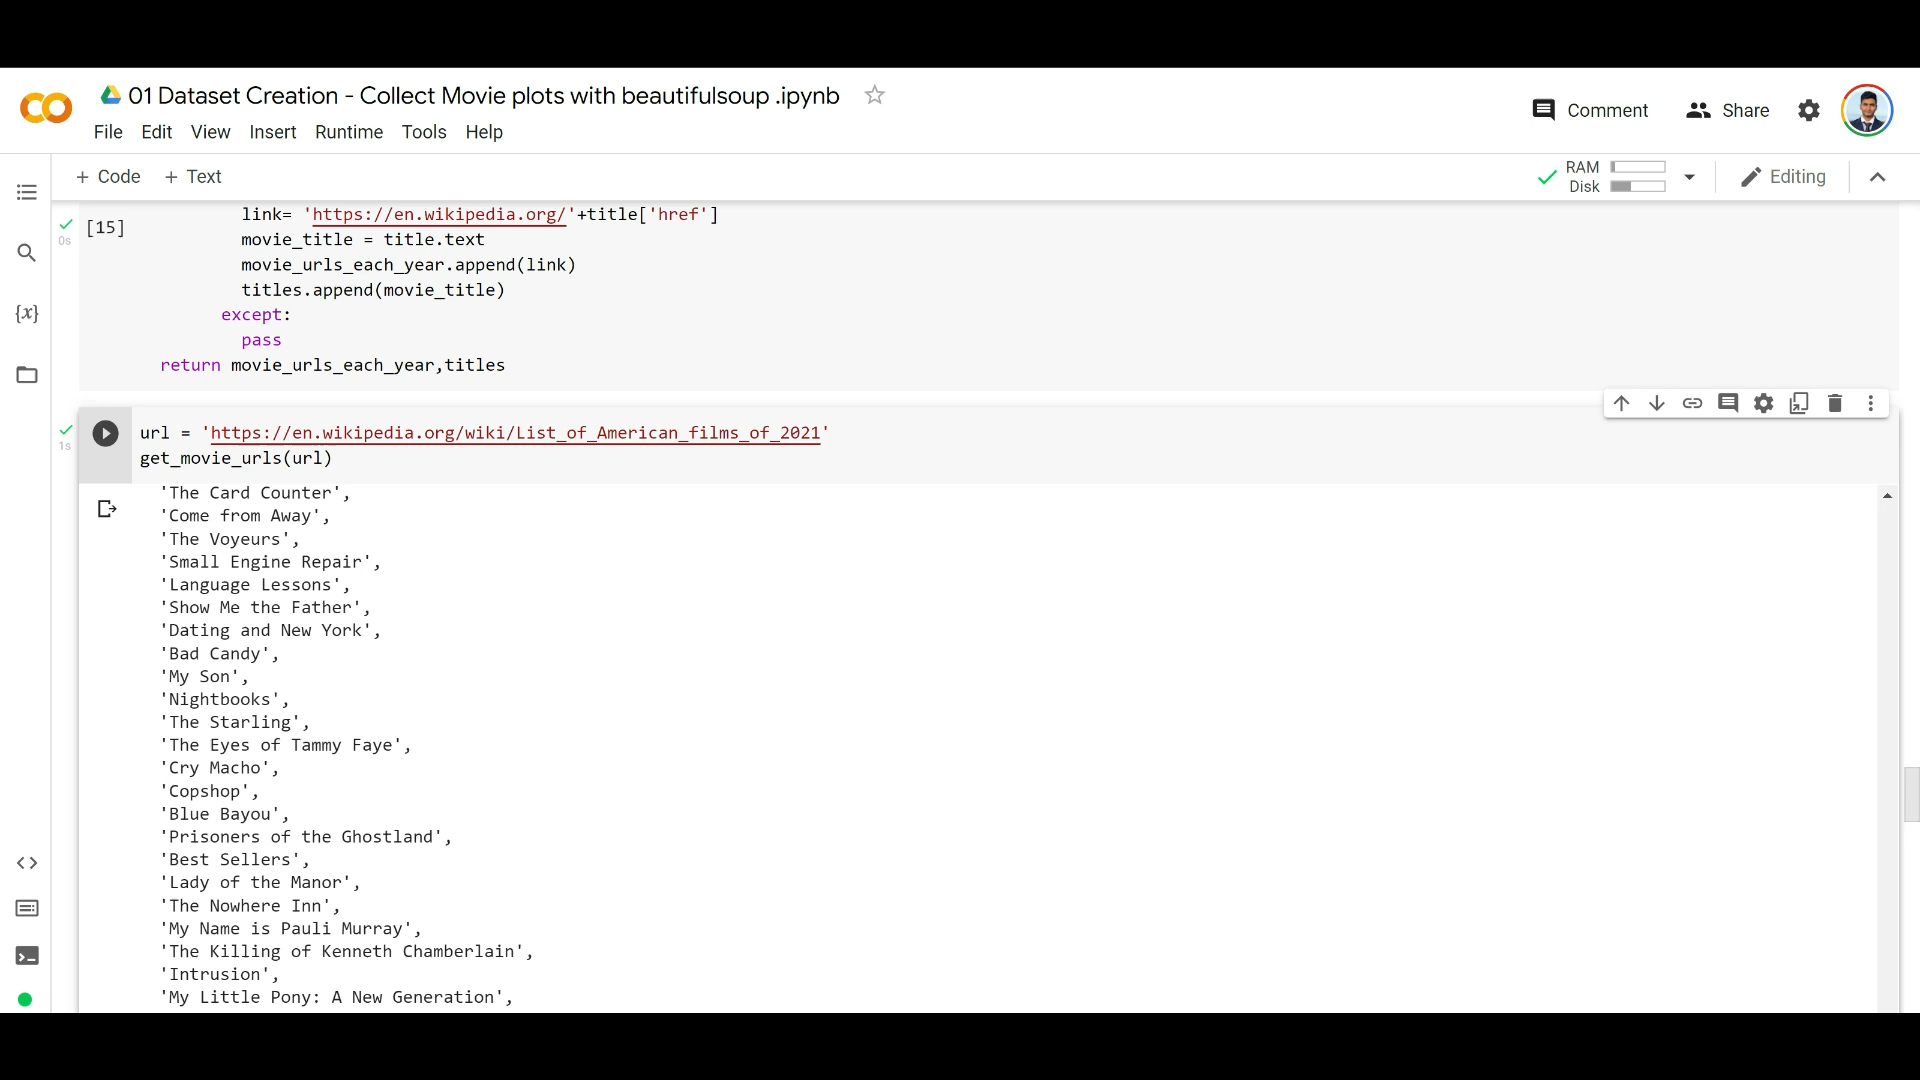 01 Dataset Creation - Collect Movie plots with beautifulsoup .ipynb
File Edit View Insert Runtime Tools Help
Comment Share
+ Code + Text
RAM
Disk
Editing
[15]
0s
link= 'https://en.wikipedia.org/'+title['href']
movie_title = title.text
movie_urls_each_year.append(link)
titles.append(movie_title)
except:
pass
return movie_urls_each_year,titles
1s
url = 'https://en.wikipedia.org/wiki/List_of_American_films_of_2021'
get_movie_urls(url)
'The Card Counter',
'Come from Away',
'The Voyeurs',
'Small Engine Repair',
'Language Lessons',
'Show Me the Father',
'Dating and New York',
'Bad Candy',
'My Son',
'Nightbooks',
'The Starling',
'The Eyes of Tammy Faye',
'Cry Macho',
'Copshop',
'Blue Bayou',
'Prisoners of the Ghostland',
'Best Sellers',
'Lady of the Manor',
'The Nowhere Inn',
'My Name is Pauli Murray',
'The Killing of Kenneth Chamberlain',
'Intrusion',
'My Little Pony: A New Generation',
{x}